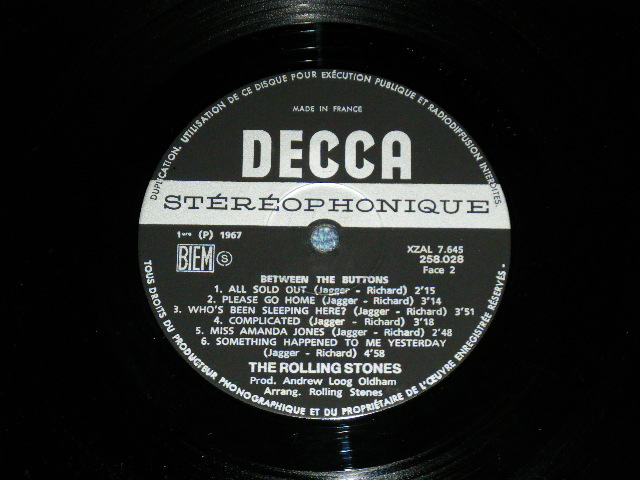 DUPLICATION. UTILISATION DE CE DISQUE POUR EXÉCUTION PUBLIQUE ET RADIODIFFUSION INTERDITES.
MADE IN FRANCE
DECCA
STÉRÉOPHONIQUE
1ère (P) 1967
XZAL 7.645
BIEM S
258.028
Face 2
BETWEEN THE BUTTONS
1. ALL SOLD OUT (Jagger - Richard) 2'15
2. PLEASE GO HOME (Jagger - Richard) 3'14
3. WHO'S BEEN SLEEPING HERE? (Jagger - Richard) 3'51
4. COMPLICATED (Jagger - Richard) 3'18
5. MISS AMANDA JONES (Jagger - Richard) 2'48
6. SOMETHING HAPPENED TO ME YESTERDAY
(Jagger - Richard) 4'58
THE ROLLING STONES
Prod. Andrew Loog Oldham
Arrang. Rolling Stenes
TOUS DROITS DU PRODUCTEUR PHONOGRAPHIQUE ET DU PROPRIÉTAIRE DE L'ŒUVRE ENREGISTRÉE RÉSERVÉS -